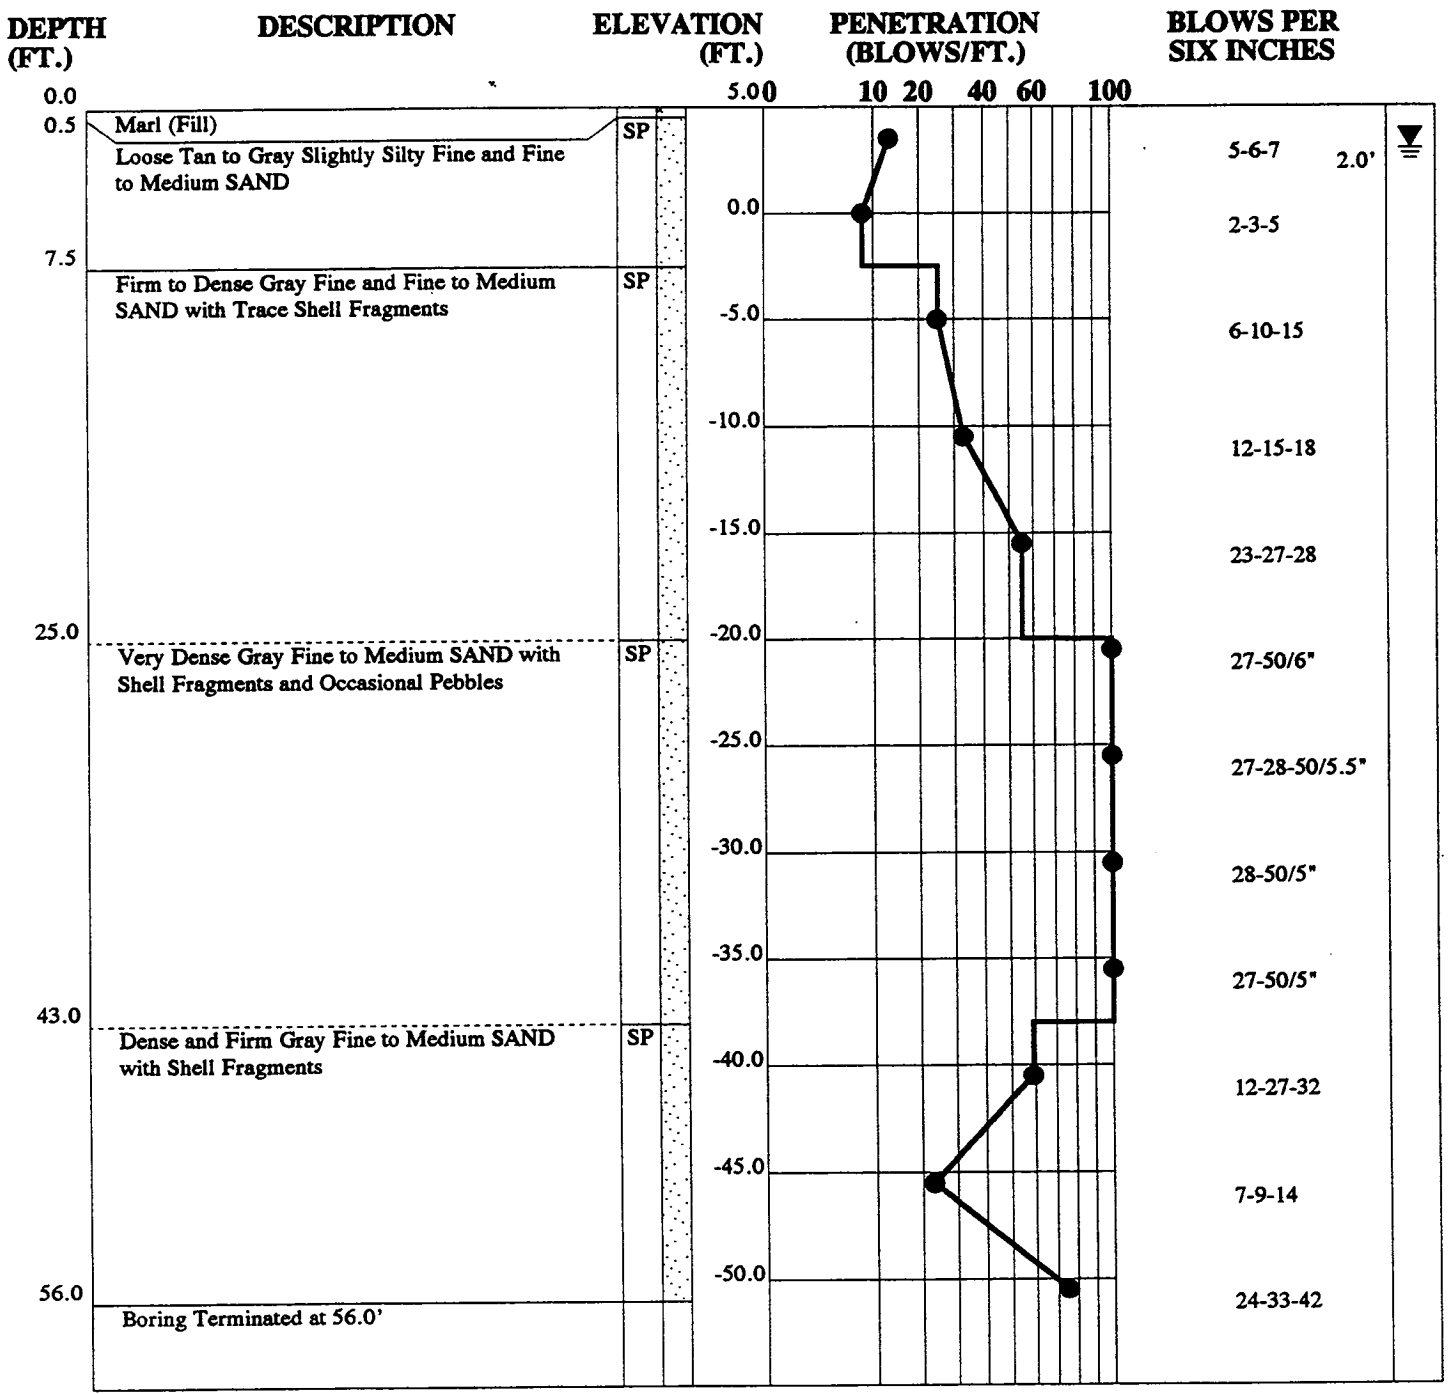 DEPTH (FT.)
DESCRIPTION
ELEVATION (FT.)
PENETRATION (BLOWS/FT.)
BLOWS PER SIX INCHES
0.0
5.0 0 10 20 40 60 100
0.5
Marl (Fill)
SP
5-6-7
2.0'
Loose Tan to Gray Slightly Silty Fine and Fine
to Medium SAND
0.0
2-3-5
7.5
Firm to Dense Gray Fine and Fine to Medium
SAND with Trace Shell Fragments
SP
-5.0
6-10-15
-10.0
12-15-18
-15.0
23-27-28
25.0
-20.0
Very Dense Gray Fine to Medium SAND with
Shell Fragments and Occasional Pebbles
SP
27-50/6"
-25.0
27-28-50/5.5"
-30.0
28-50/5"
-35.0
27-50/5"
43.0
Dense and Firm Gray Fine to Medium SAND
with Shell Fragments
SP
-40.0
12-27-32
-45.0
7-9-14
-50.0
56.0
24-33-42
Boring Terminated at 56.0'